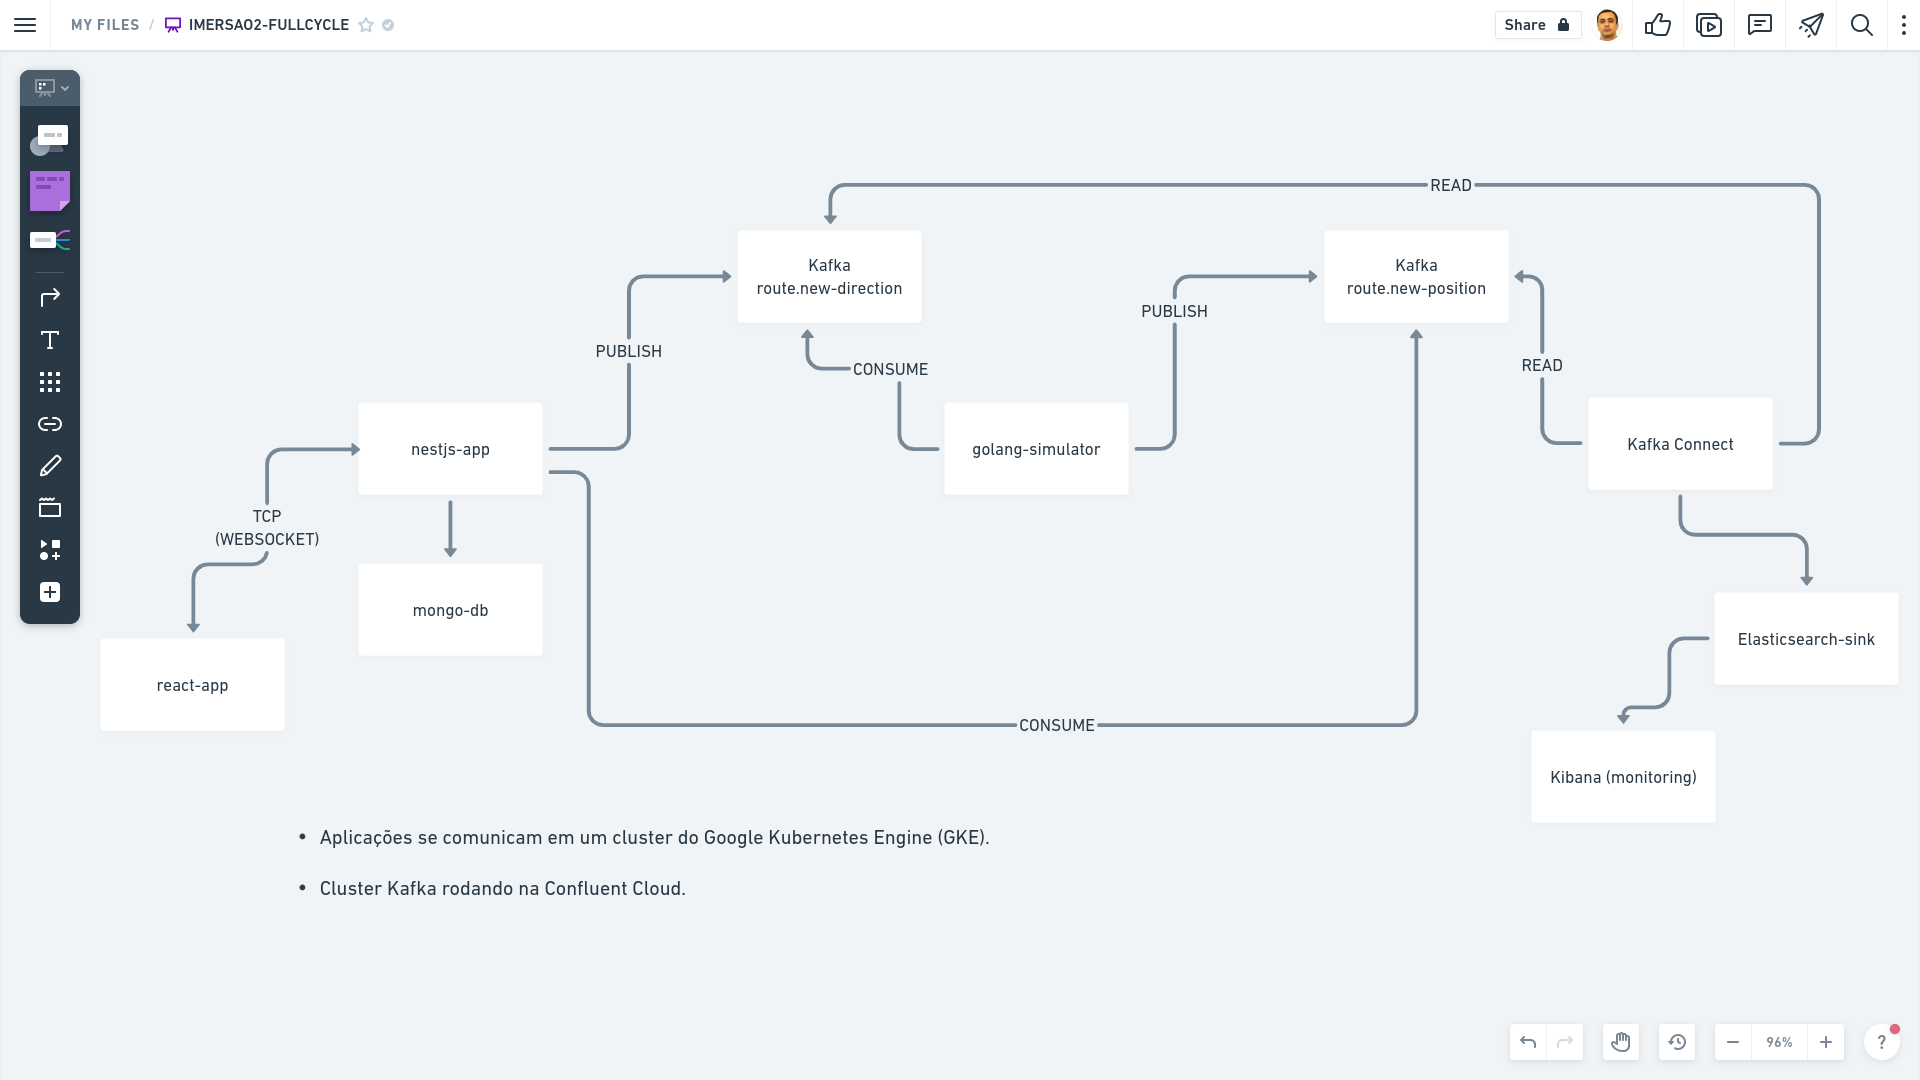 MY FILES / IMERSAO2-FULLCYCLE
Share
READ
Kafka
route.new-direction
Kafka
route.new-position
PUBLISH
PUBLISH
CONSUME
READ
nestjs-app
golang-simulator
Kafka Connect
TCP
(WEBSOCKET)
mongo-db
Elasticsearch-sink
react-app
CONSUME
Kibana (monitoring)
• Aplicações se comunicam em um cluster do Google Kubernetes Engine (GKE).
• Cluster Kafka rodando na Confluent Cloud.
96%
?